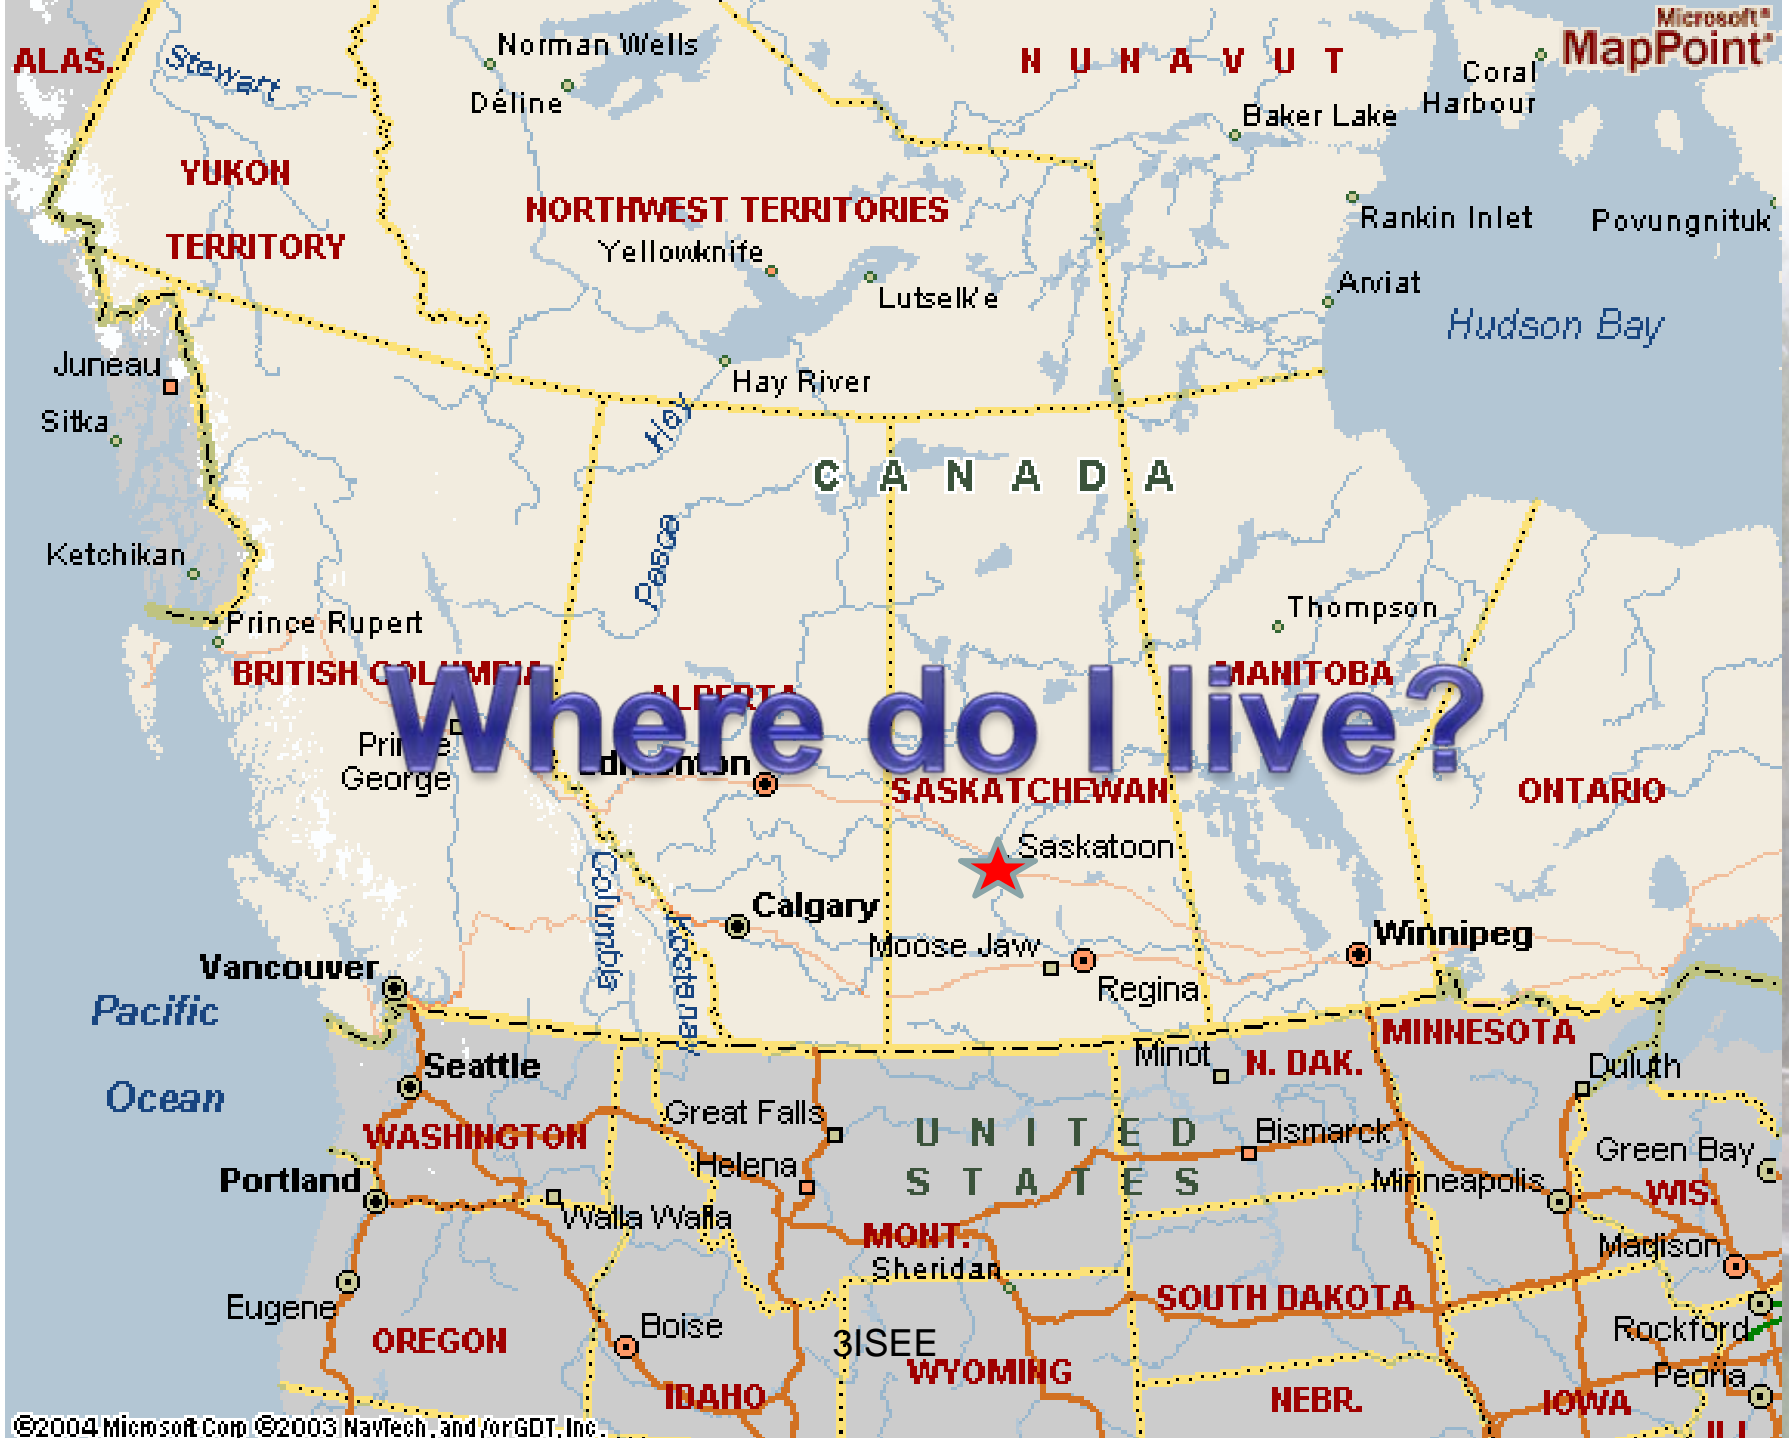 Microsoft®
MapPoint®
ALAS.
Stewart
Norman Wells
Déline
N U N A V U T
Coral
Harbour
Baker Lake
YUKON
TERRITORY
NORTHWEST TERRITORIES
Yellowknife
Lutselk'e
Rankin Inlet
Povungnituk
Arviat
Hudson Bay
Juneau
Sitka
Hay River
Hay
C A N A D A
Peace
Ketchikan
Prince Rupert
Thompson
BRITISH COLUMBIA
ALBERTA
MANITOBA
Where do I live?
Prince
George
Edmonton
SASKATCHEWAN
ONTARIO
Saskatoon
Columbia
Kootenay
Calgary
Moose Jaw
Regina
Winnipeg
Vancouver
Pacific
Ocean
Seattle
Minot
N. DAK.
MINNESOTA
Duluth
Great Falls
WASHINGTON
U N I T E D
S T A T E S
Bismarck
Helena
Green Bay
Portland
Minneapolis
WIS.
Walla Walla
MONT.
Sheridan
Madison
Eugene
SOUTH DAKOTA
OREGON
Boise
3ISEE
Rockford
WYOMING
Peoria
IDAHO
NEBR.
IOWA
ILL
©2004 Microsoft Corp ©2003 NavTech, and/or GDT, Inc.